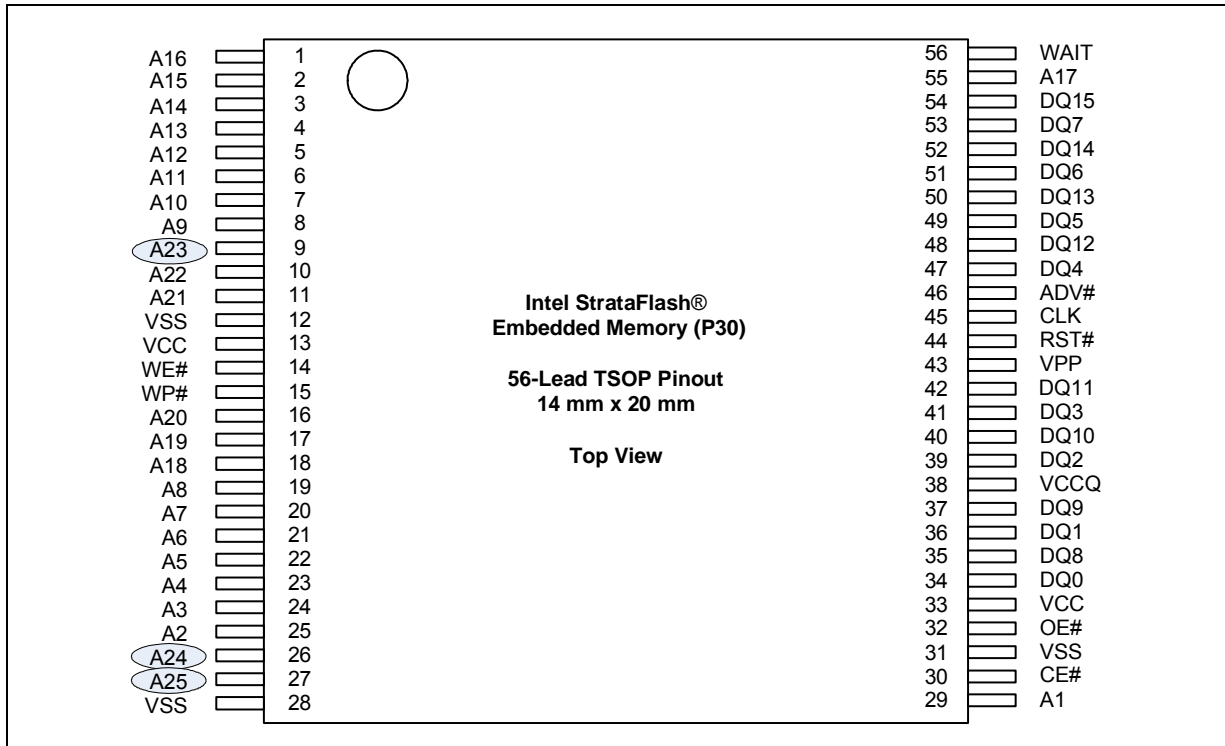 A16 1 56 WAIT
A15 2 55 A17
A14 3 54 DQ15
A13 4 53 DQ7
A12 5 52 DQ14
A11 6 51 DQ6
A10 7 50 DQ13
A9 8 49 DQ5
A23 9 48 DQ12
A22 10 47 DQ4
A21 11 46 ADV#
VSS 12 45 CLK
VCC 13 44 RST#
WE# 14 43 VPP
WP# 15 42 DQ11
A20 16 41 DQ3
A19 17 40 DQ10
A18 18 39 DQ2
A8 19 38 VCCQ
A7 20 37 DQ9
A6 21 36 DQ1
A5 22 35 DQ8
A4 23 34 DQ0
A3 24 33 VCC
A2 25 32 OE#
A24 26 31 VSS
A25 27 30 CE#
VSS 28 29 A1
Intel StrataFlash®
Embedded Memory (P30)
56-Lead TSOP Pinout
14 mm x 20 mm
Top View